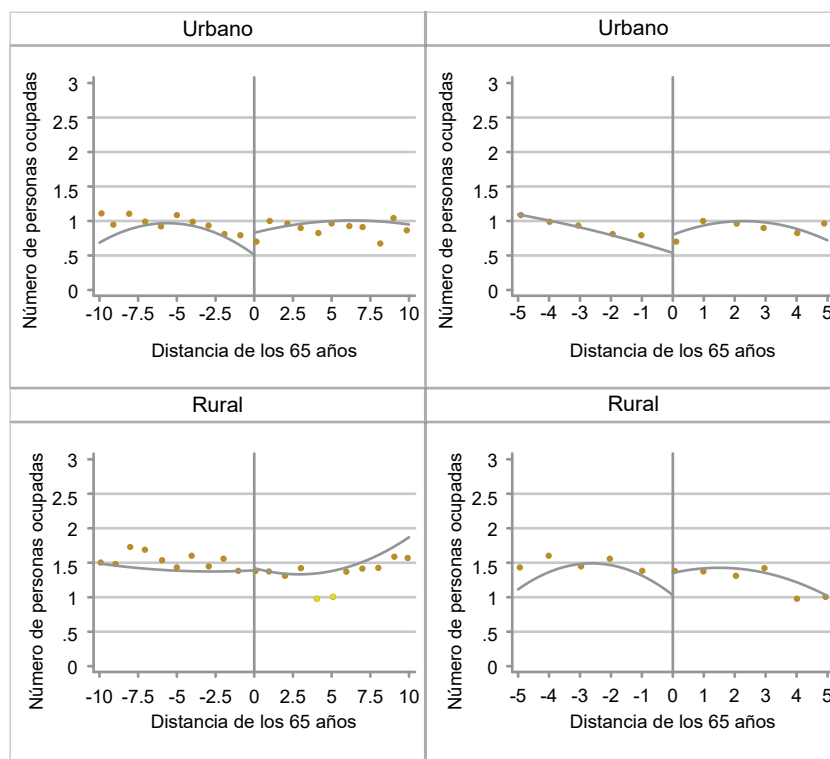 Urbano
Número de personas ocupadas
3
2.5
2
1.5
1
.5
0
-10 -7.5 -5 -2.5 0 2.5 5 7.5 10
Distancia de los 65 años
Urbano
Número de personas ocupadas
3
2.5
2
1.5
1
.5
0
-5 -4 -3 -2 -1 0 1 2 3 4 5
Distancia de los 65 años
Rural
Número de personas ocupadas
3
2.5
2
1.5
1
.5
0
-10 -7.5 -5 -2.5 0 2.5 5 7.5 10
Distancia de los 65 años
Rural
Número de personas ocupadas
3
2.5
2
1.5
1
.5
0
-5 -4 -3 -2 -1 0 1 2 3 4 5
Distancia de los 65 años